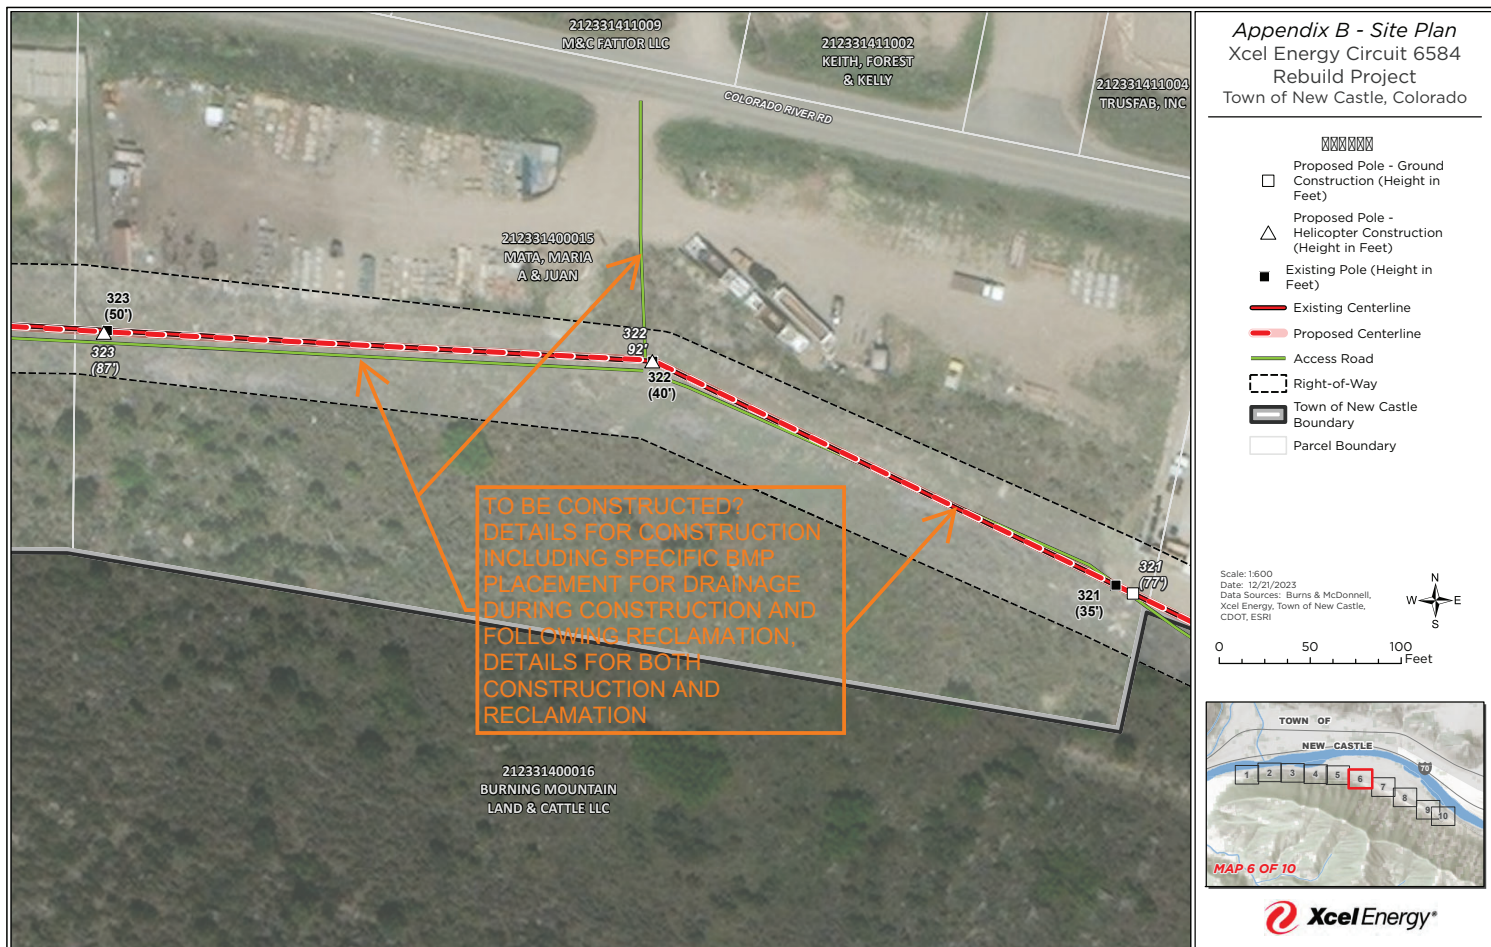 212331411009
M&C FATTOR LLC
212331411002
KEITH, FOREST
& KELLY
212331411004
TRUSFAB, INC
COLORADO RIVER RD
212331400015
MATA, MARIA
A & JUAN
323
(50')
323
(87')
322
92'
322
(40')
321
(77')
321
(35')
TO BE CONSTRUCTED?
DETAILS FOR CONSTRUCTION
INCLUDING SPECIFIC BMP
PLACEMENT FOR DRAINAGE
DURING CONSTRUCTION AND
FOLLOWING RECLAMATION,
DETAILS FOR BOTH
CONSTRUCTION AND
RECLAMATION
212331400016
BURNING MOUNTAIN
LAND & CATTLE LLC
Appendix B - Site Plan
Xcel Energy Circuit 6584
Rebuild Project
Town of New Castle, Colorado
Proposed Pole - Ground
Construction (Height in
Feet)
Proposed Pole -
Helicopter Construction
(Height in Feet)
Existing Pole (Height in
Feet)
Existing Centerline
Proposed Centerline
Access Road
Right-of-Way
Town of New Castle
Boundary
Parcel Boundary
Scale: 1:600
Date: 12/21/2023
Data Sources: Burns & McDonnell,
Xcel Energy, Town of New Castle,
CDOT, ESRI
N
W E
S
0 50 100
Feet
TOWN OF
NEW CASTLE
70
1 2 3 4 5 6 7 8 9 10
MAP 6 OF 10
Xcel Energy®